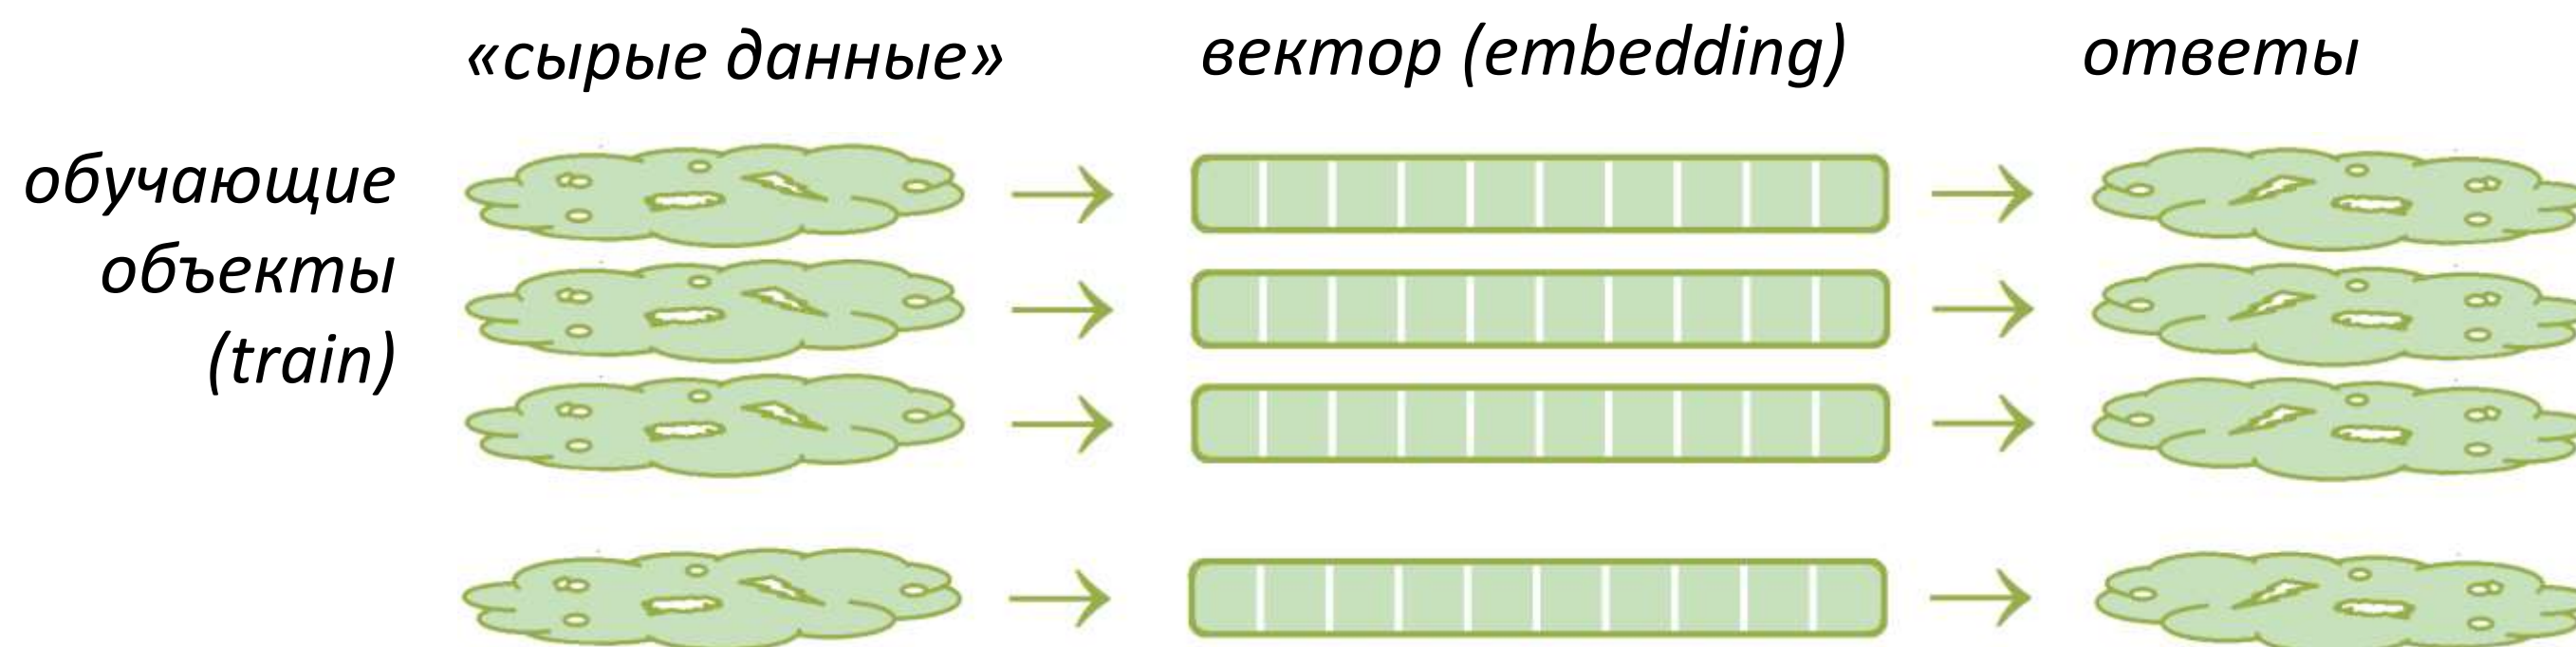 «сырые данные» вектор (embedding) ответы
обучающие
объекты
(train)